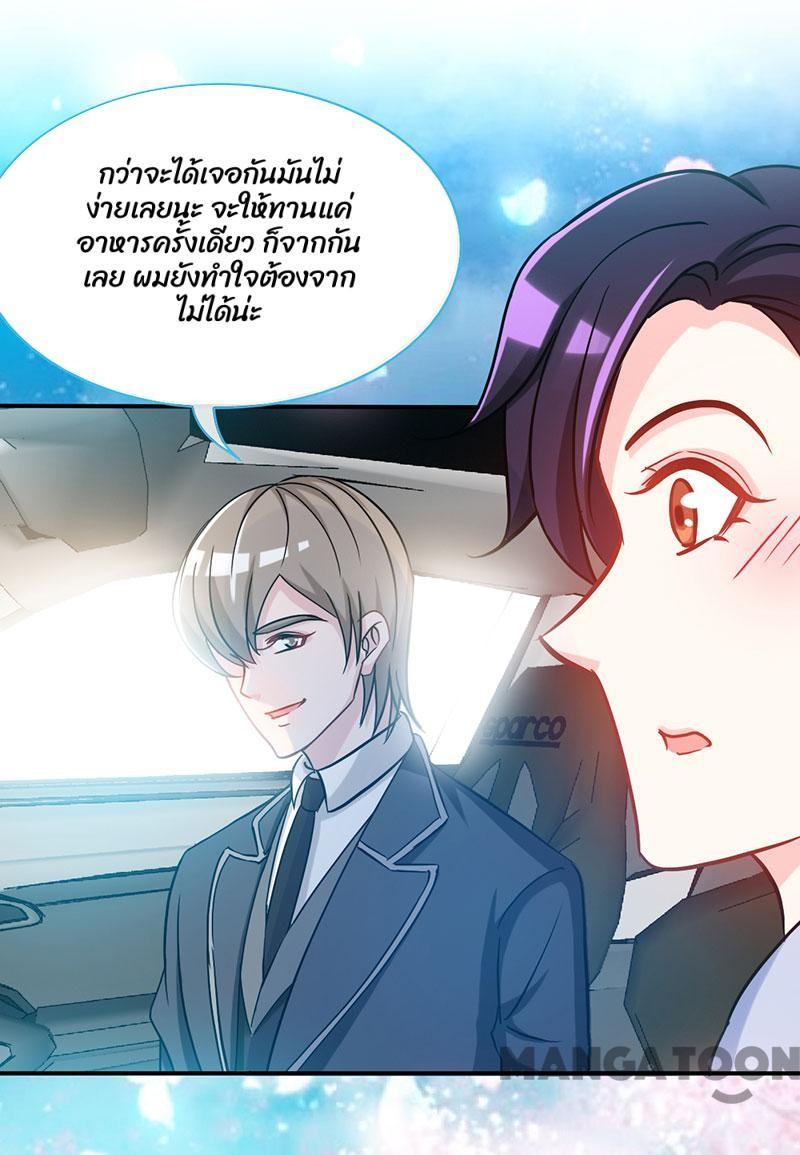 กว่าจะได้เจอกันมันไม่
ง่ายเลยนะ จะให้ทานแค่
อาหารครั้งเดียว ก็จากกัน
เลย ผมยังทำใจต้องจาก
ไม่ได้น่ะ
sparco
MANGATOON